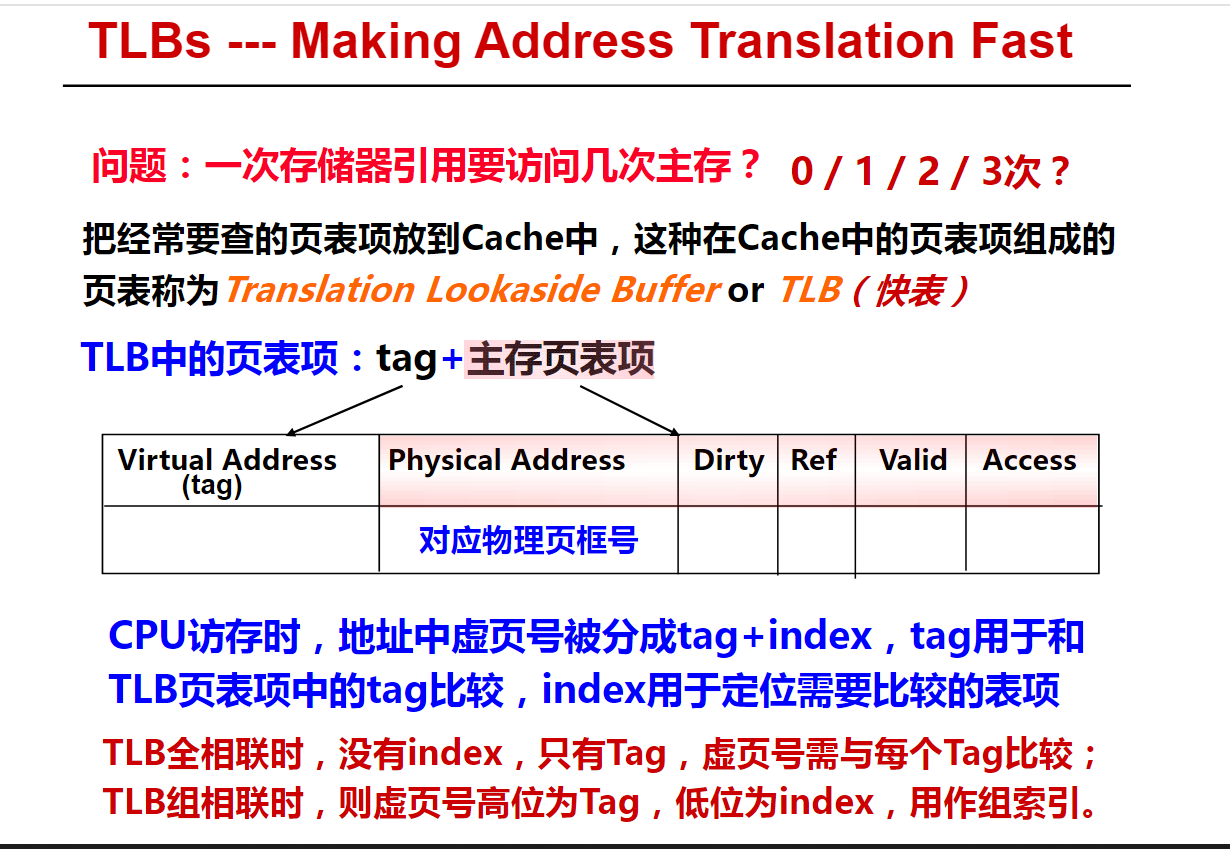 TLBs --- Making Address Translation Fast
问题：一次存储器引用要访问几次主存？ 0 / 1 / 2 / 3次？
把经常要查的页表项放到Cache中，这种在Cache中的页表项组成的
页表称为Translation Lookaside Buffer or TLB（快表）
TLB中的页表项：tag+主存页表项
Virtual Address Physical Address Dirty Ref Valid Access
(tag)
对应物理页框号
CPU访存时，地址中虚页号被分成tag+index，tag用于和
TLB页表项中的tag比较，index用于定位需要比较的表项
TLB全相联时，没有index，只有Tag，虚页号需与每个Tag比较；
TLB组相联时，则虚页号高位为Tag，低位为index，用作组索引。